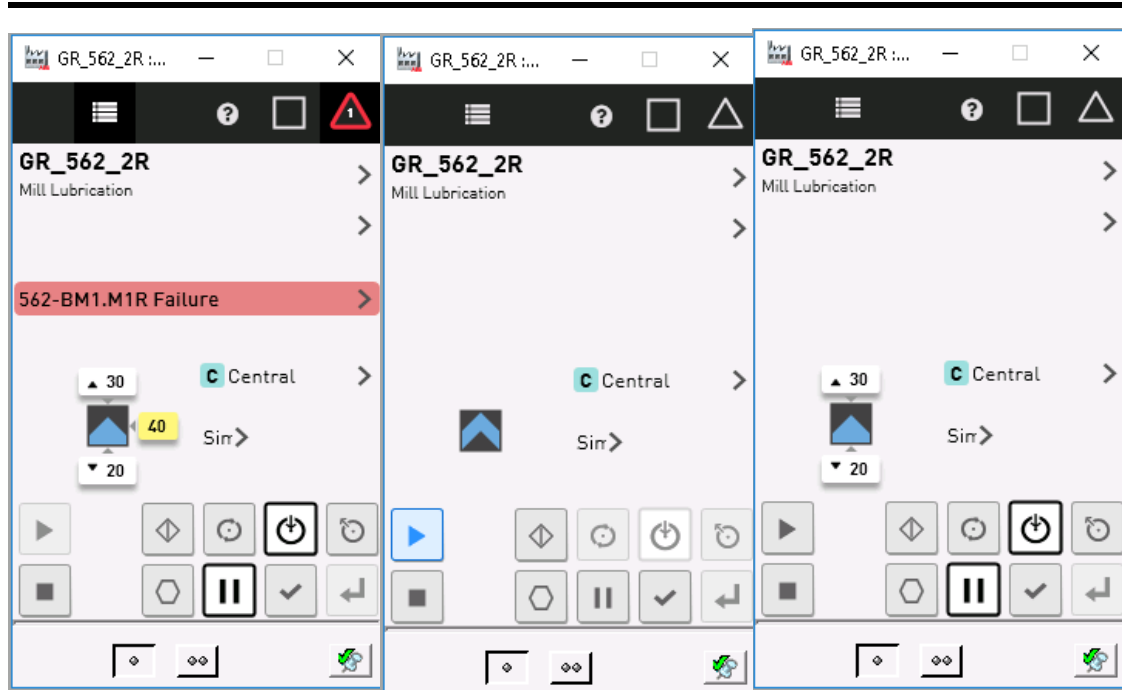 GR_562_2R :...
1
GR_562_2R
Mill Lubrication
562-BM1.M1R Failure
30
C Central
40
Sim
20
GR_562_2R :...
GR_562_2R
Mill Lubrication
C Central
Sim
GR_562_2R :...
GR_562_2R
Mill Lubrication
30
C Central
Sim
20